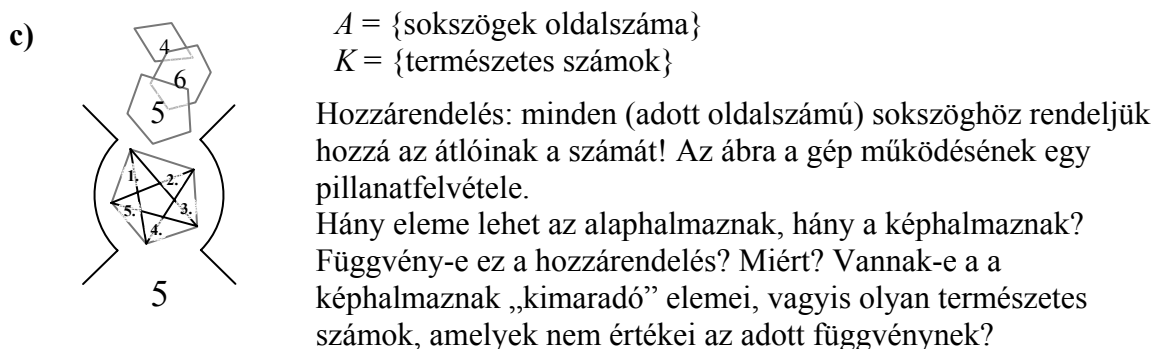 c)
A = {sokszögek oldalszáma}
K = {természetes számok}
4
6
5
Hozzárendelés: minden (adott oldalszámú) sokszöghöz rendeljük
hozzá az átlóinak a számát! Az ábra a gép működésének egy
pillanatfelvétele.
1.
2.
5.
3.
4.
Hány eleme lehet az alaphalmaznak, hány a képhalmaznak?
Függvény-e ez a hozzárendelés? Miért? Vannak-e a a
képhalmaznak „kimaradó” elemei, vagyis olyan természetes
számok, amelyek nem értékei az adott függvénynek?
5